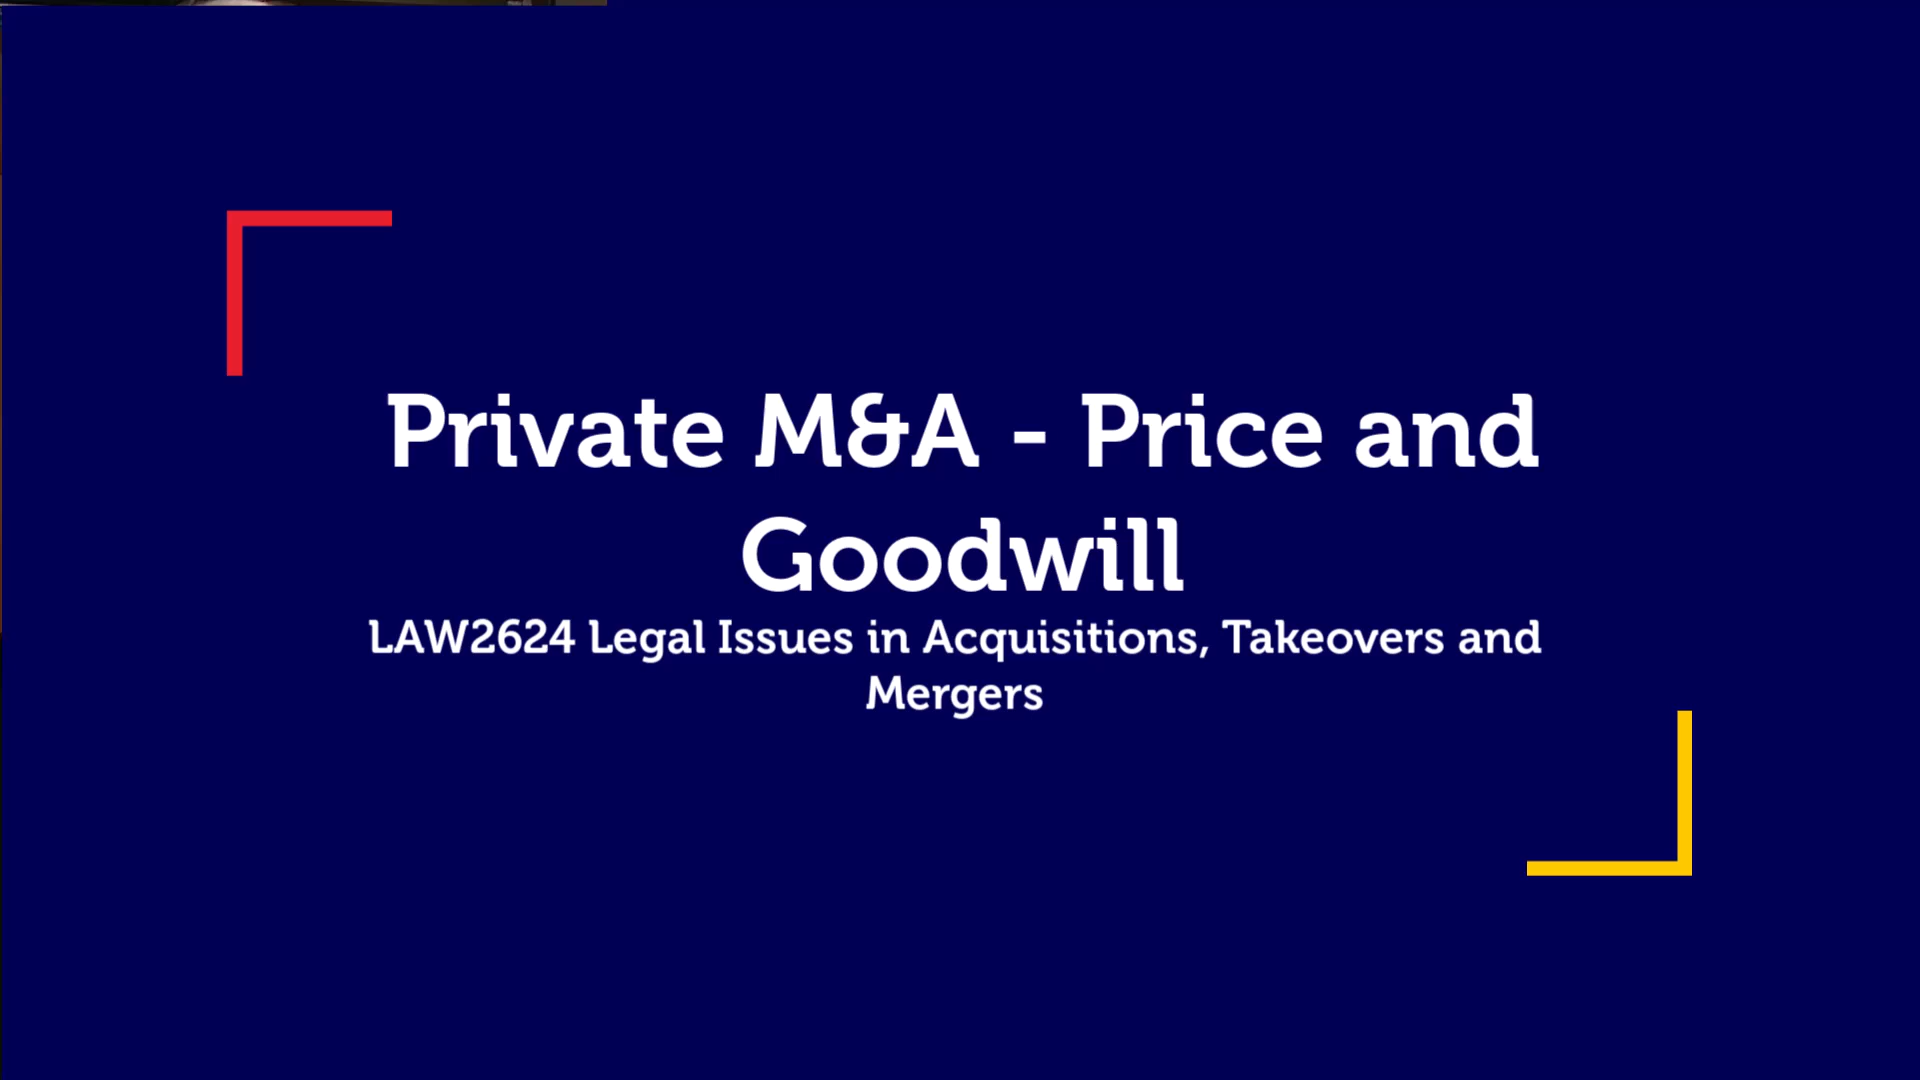 Private M&A - Price and
Goodwill
LAW2624 Legal Issues in Acquisitions, Takeovers and
Mergers